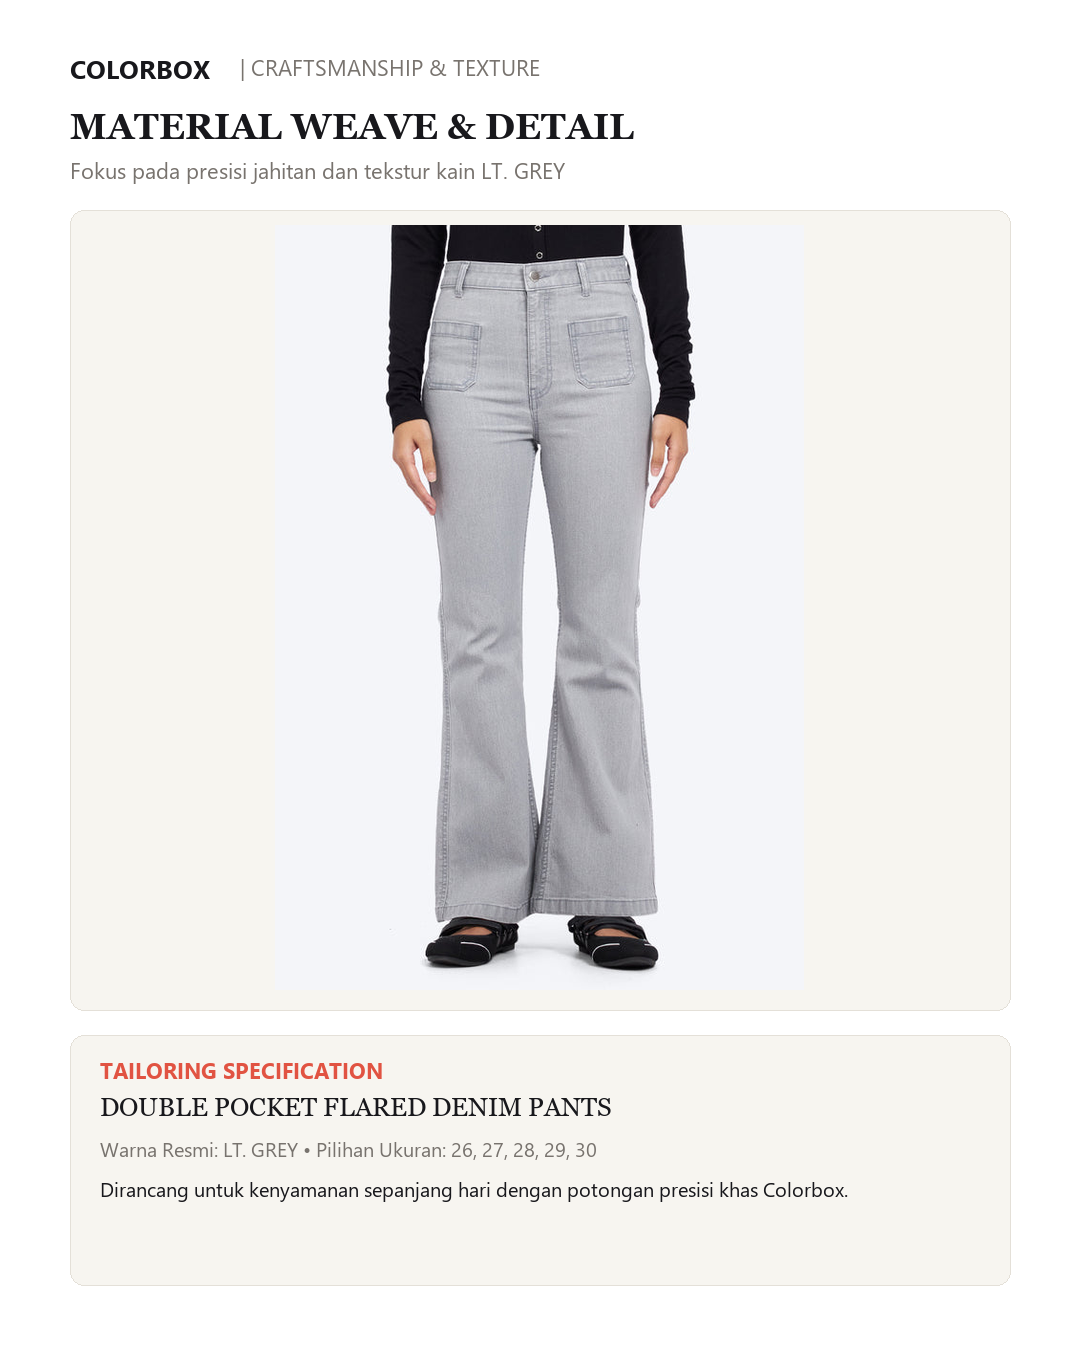 COLORBOX | CRAFTSMANSHIP & TEXTURE
MATERIAL WEAVE & DETAIL
Fokus pada presisi jahitan dan tekstur kain LT. GREY
TAILORING SPECIFICATION
DOUBLE POCKET FLARED DENIM PANTS
Warna Resmi: LT. GREY • Pilihan Ukuran: 26, 27, 28, 29, 30
Dirancang untuk kenyamanan sepanjang hari dengan potongan presisi khas Colorbox.